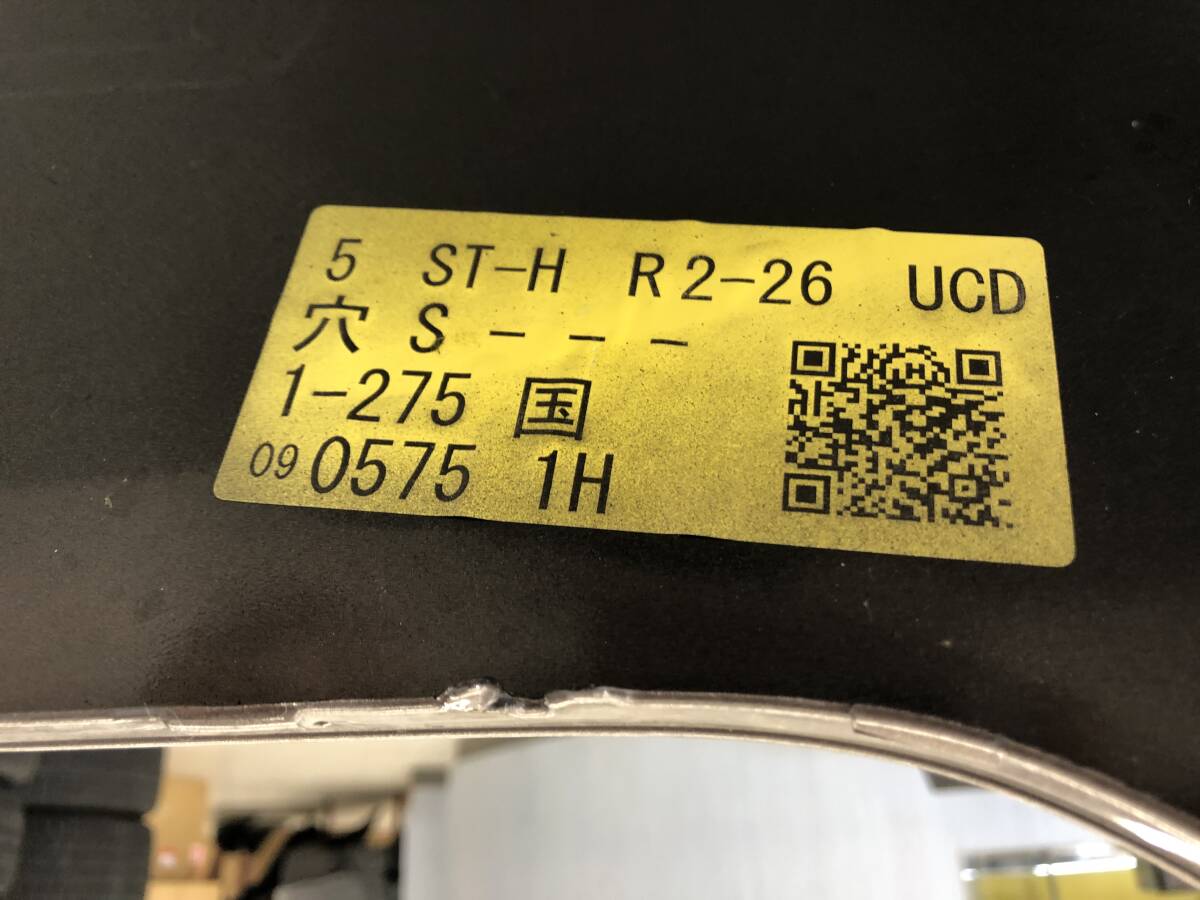 5 ST-H R2-26 UCD
穴 S - - -
1-275 国
09 0575 1H